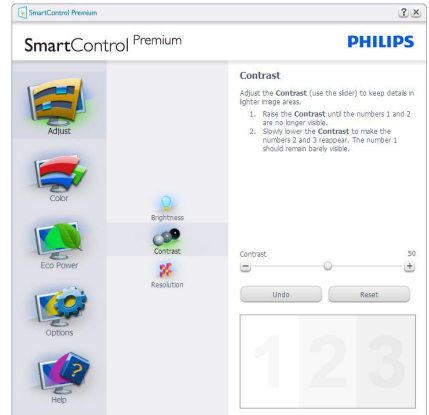 SmartControl Premium
SmartControl Premium
PHILIPS
Adjust
Color
Eco Power
Options
Help
Brightness
Contrast
Resolution
Contrast
Adjust the Contrast (use the slider) to keep details in
lighter image areas.
1. Raise the Contrast until the numbers 1 and 2
are no longer visible.
2. Slowly lower the Contrast to make the
numbers 2 and 3 reappear. The number 1
should remain barely visible.
Contrast 50
Undo Reset
1 2 3